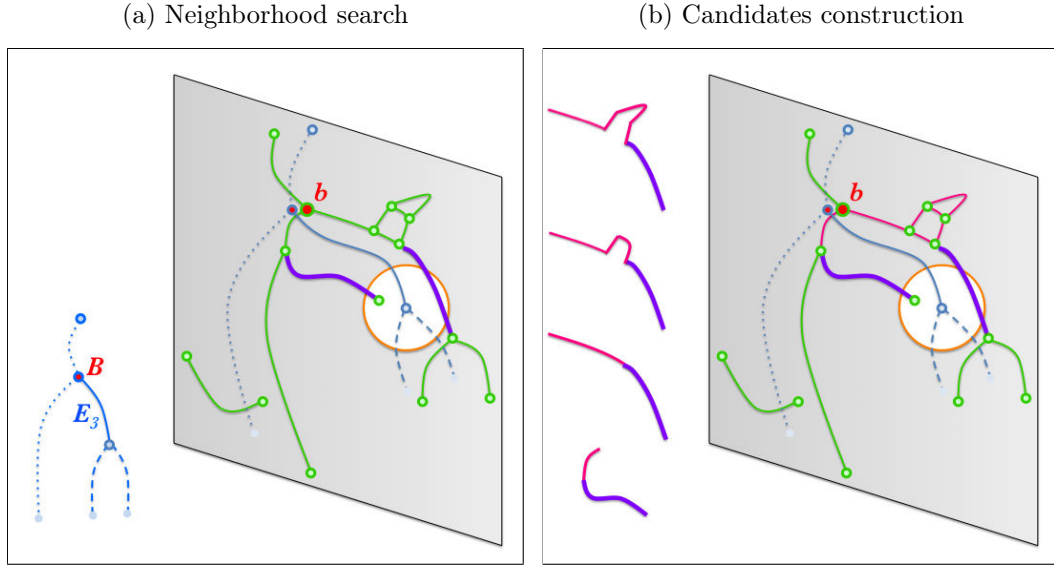 (a) Neighborhood search
(b) Candidates construction
b
B
E₃
b